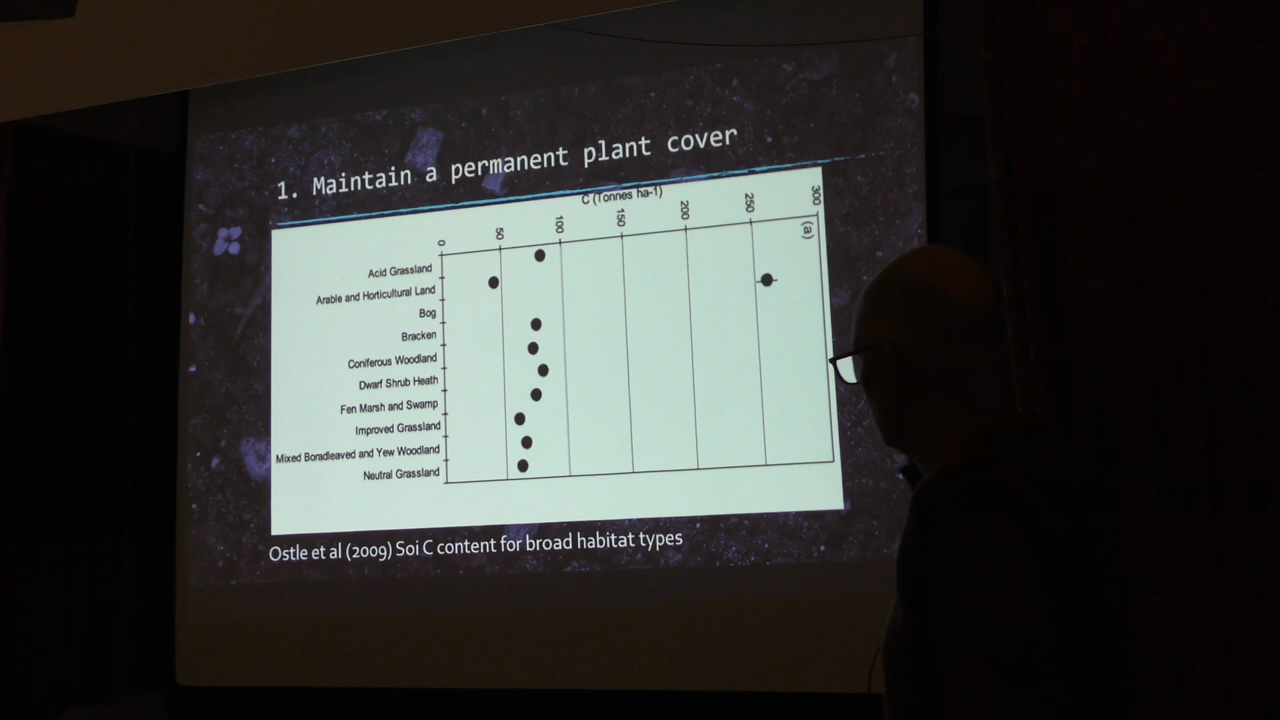 1. Maintain a permanent plant cover
C (Tonnes ha-1)
0 50 100 150 200 250 300
(a)
Acid Grassland
Arable and Horticultural Land
Bog
Bracken
Coniferous Woodland
Dwarf Shrub Heath
Fen Marsh and Swamp
Improved Grassland
Mixed Boradleaved and Yew Woodland
Neutral Grassland
Ostle et al (2009) Soi C content for broad habitat types